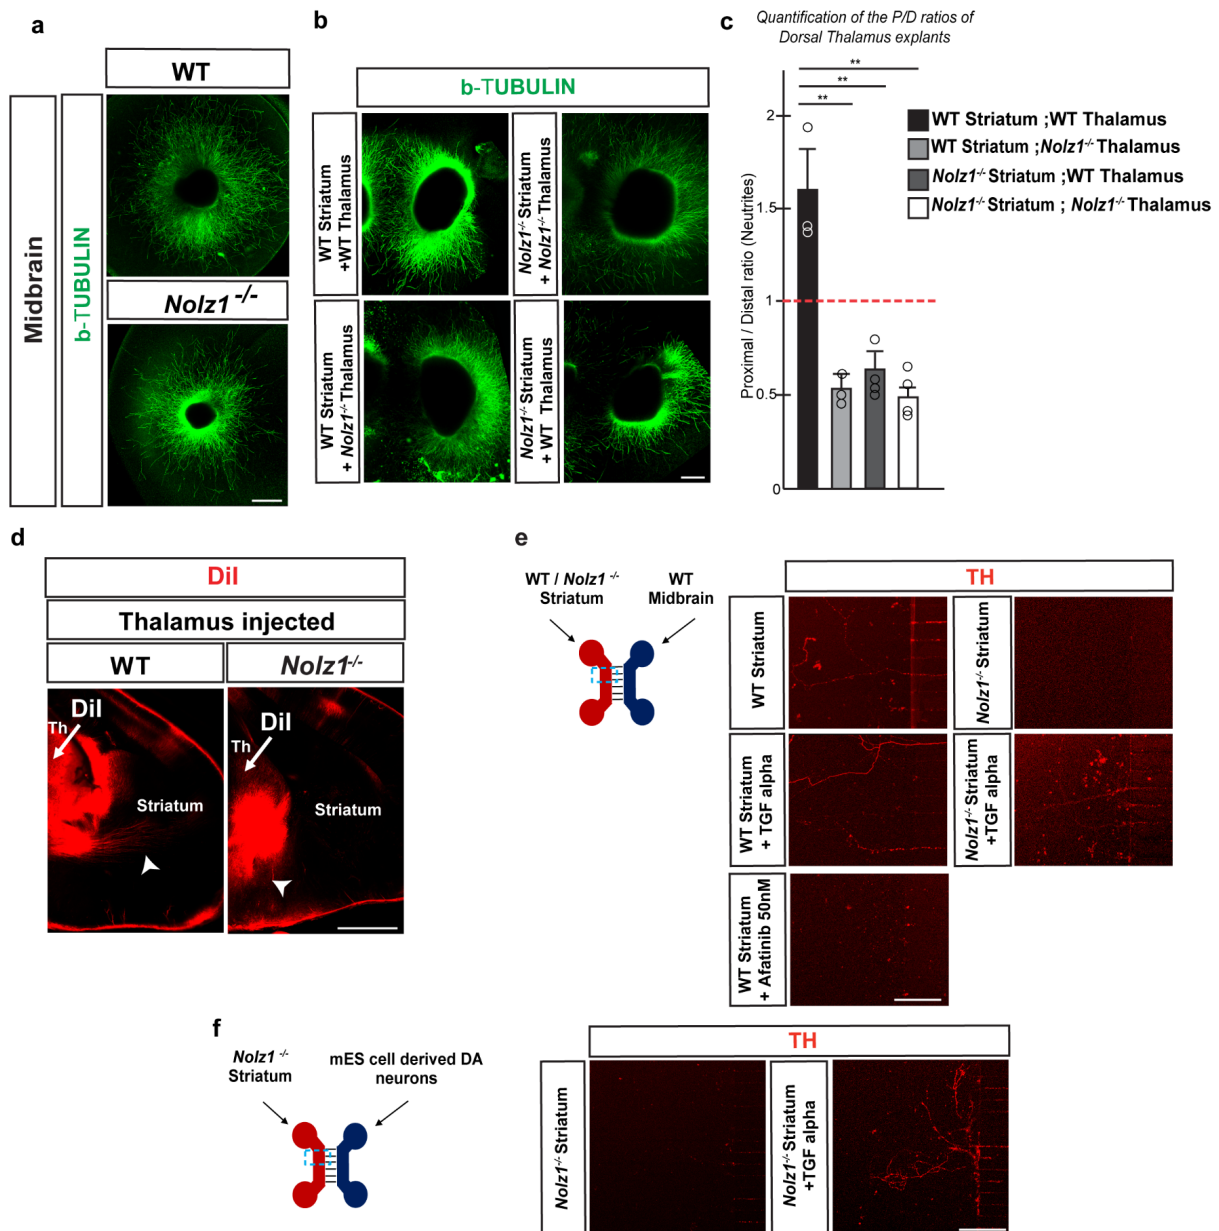 a
WT
Midbrain
b-TUBULIN
Nolz1 -/-
b
b-TUBULIN
WT Striatum
+WT Thalamus
Nolz1-/- Striatum
+ Nolz1-/- Thalamus
WT Striatum
+ Nolz1-/- Thalamus
Nolz1-/- Striatum
+ WT Thalamus
c
Quantification of the P/D ratios of
Dorsal Thalamus explants
**
**
**
2
1.5
1
0.5
0
Proximal / Distal ratio (Neutrites)
WT Striatum ;WT Thalamus
WT Striatum ;Nolz1-/- Thalamus
Nolz1-/- Striatum ;WT Thalamus
Nolz1-/- Striatum ; Nolz1-/- Thalamus
d
DiI
Thalamus injected
WT
Nolz1-/-
DiI
Th
Striatum
DiI
Th
Striatum
e
WT / Nolz1 -/-
Striatum
WT
Midbrain
TH
WT Striatum
Nolz1-/- Striatum
WT Striatum
+ TGF alpha
Nolz1-/- Striatum
+TGF alpha
WT Striatum
+ Afatinib 50nM
f
Nolz1 -/-
Striatum
mES cell derived DA
neurons
TH
Nolz1-/- Striatum
Nolz1-/- Striatum
+TGF alpha